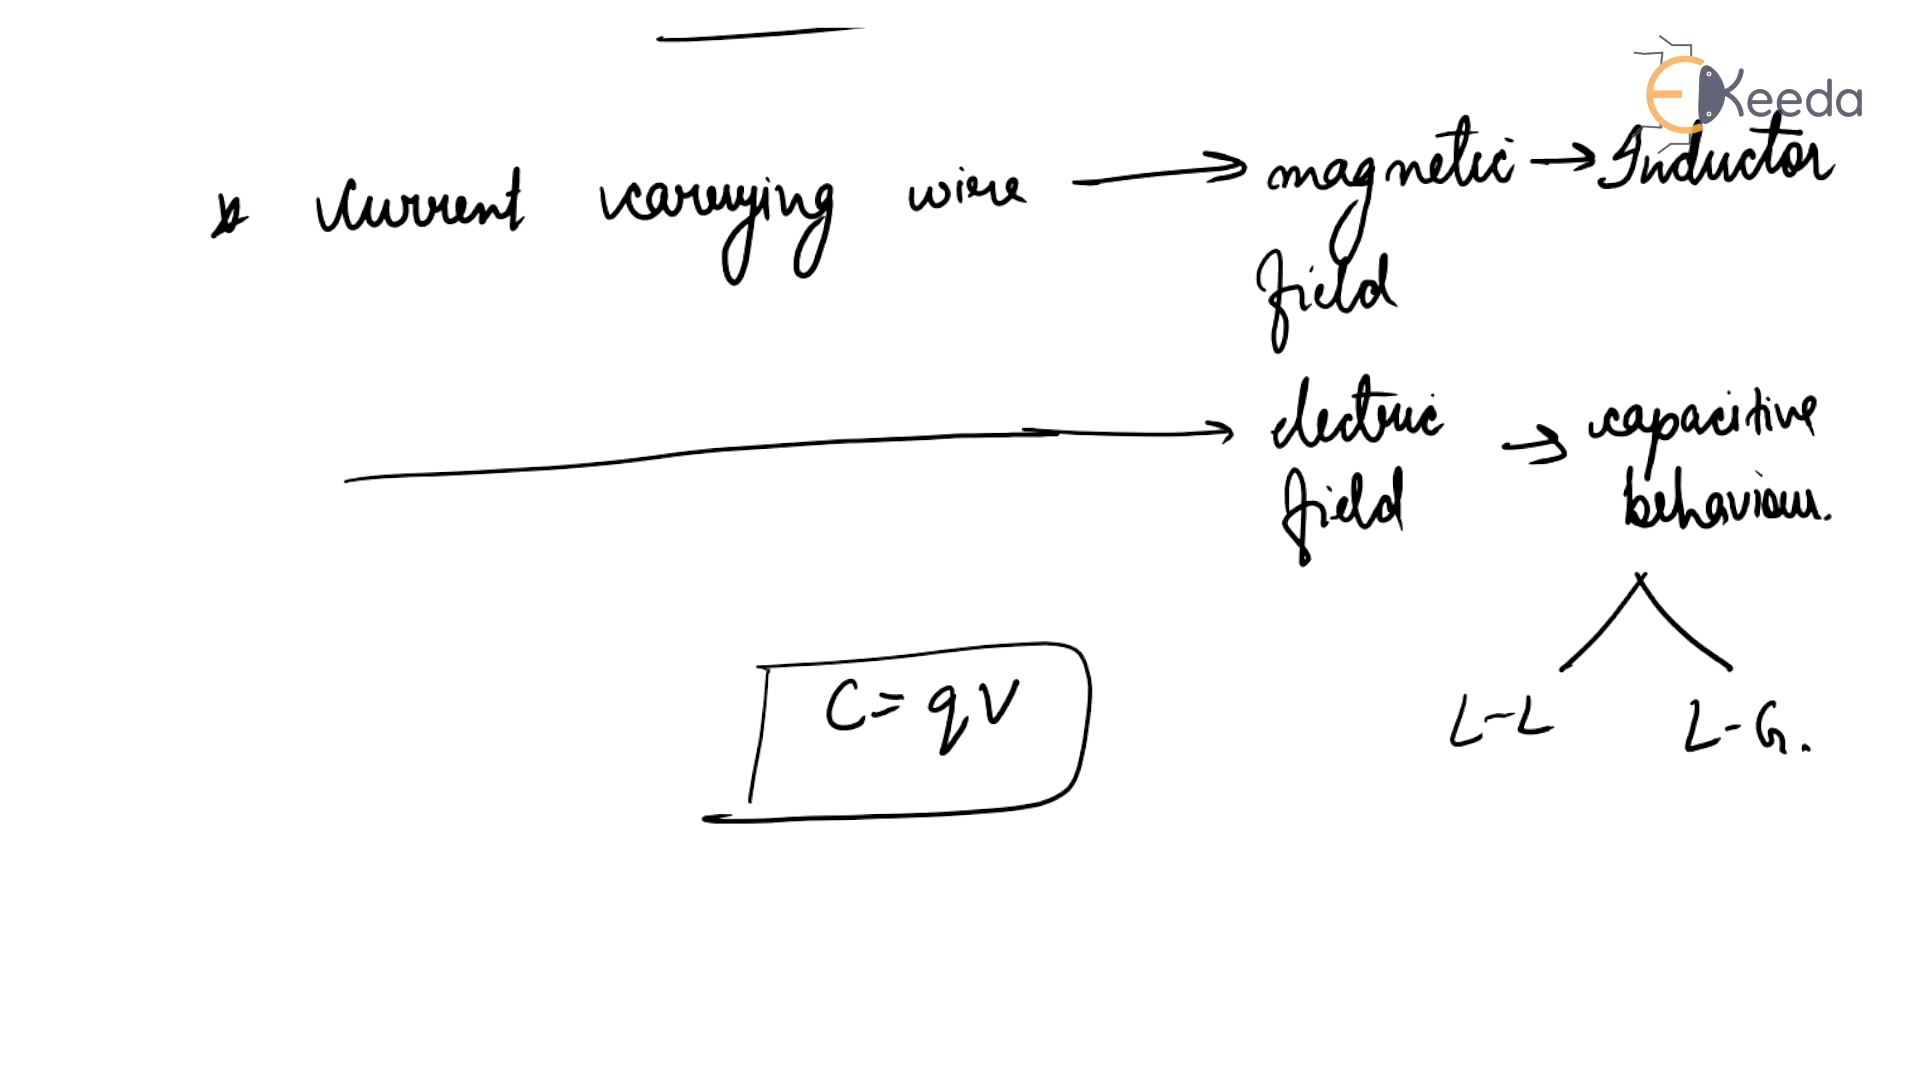 EKeeda
* Current carrying wire → magnetic → Inductor
field
→ electric → capacitive
field behaviour.
C = qV
L-L L-G.